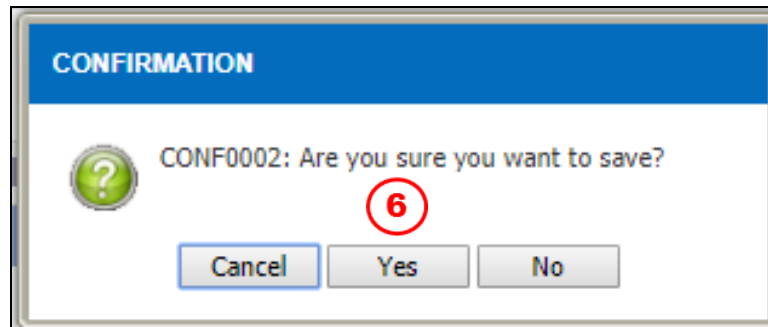 CONFIRMATION
?
CONF0002: Are you sure you want to save?
6
Cancel Yes No